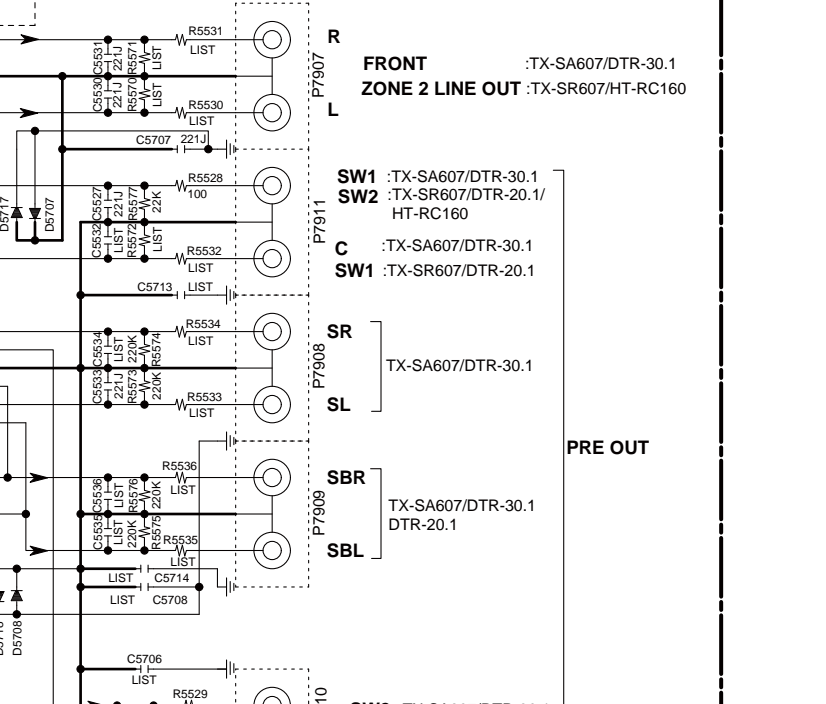 R5531
LIST
C5531
221J
R5571
LIST
C5530
221J
R5570
LIST
R5530
LIST
P7907
R
L
FRONT :TX-SA607/DTR-30.1
ZONE 2 LINE OUT :TX-SR607/HT-RC160
C5707 221J
D5717
D5707
R5528
100
C5527
221J
R5577
22K
C5532
LIST
R5572
LIST
R5532
LIST
P7911
SW1 :TX-SA607/DTR-30.1
SW2 :TX-SR607/DTR-20.1/
HT-RC160
C :TX-SA607/DTR-30.1
SW1 :TX-SR607/DTR-20.1
C5713 LIST
R5534
LIST
C5534
LIST
220K
R5574
C5533
221J
R5573
220K
R5533
LIST
P7908
SR
SL
TX-SA607/DTR-30.1
PRE OUT
R5536
LIST
C5536
LIST
R5576
220K
C5535
LIST
220K
R5575
R5535
LIST
P7909
SBR
SBL
TX-SA607/DTR-30.1
DTR-20.1
LIST C5714
LIST C5708
D5708
C5706
LIST
R5529
10